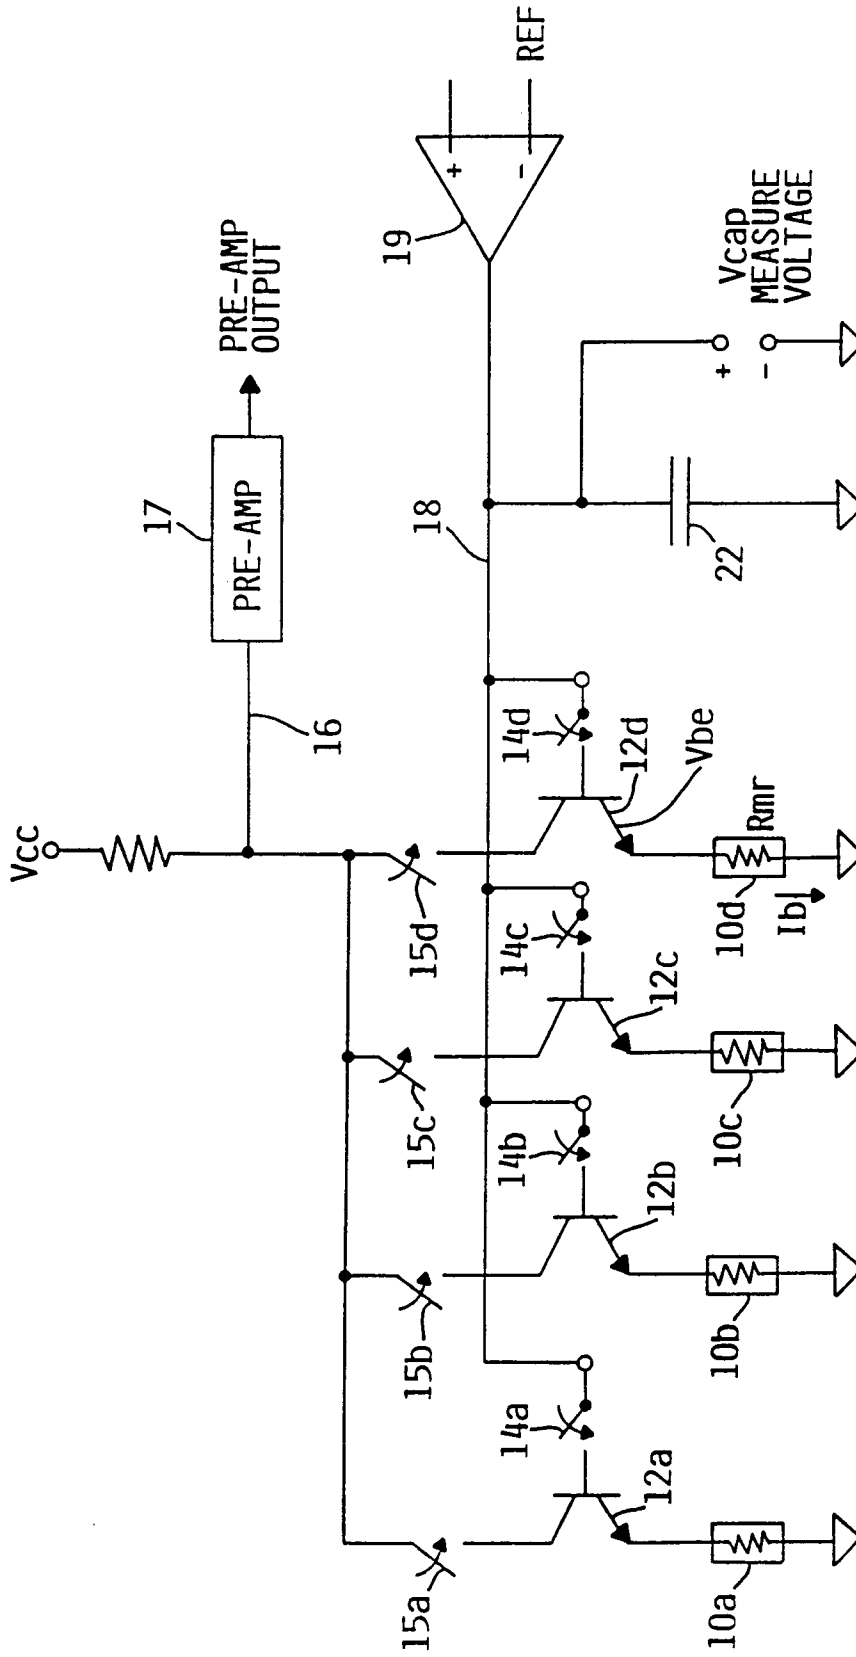 Vcc
17
PRE-AMP
PRE-AMP
OUTPUT
16
15a
15b
15c
15d
18
19
+
-
REF
14a
14b
14c
14d
12a
12b
12c
12d
Vbe
10a
10b
10c
10d
Rmr
Ib
22
+
-
Vcap
MEASURE
VOLTAGE